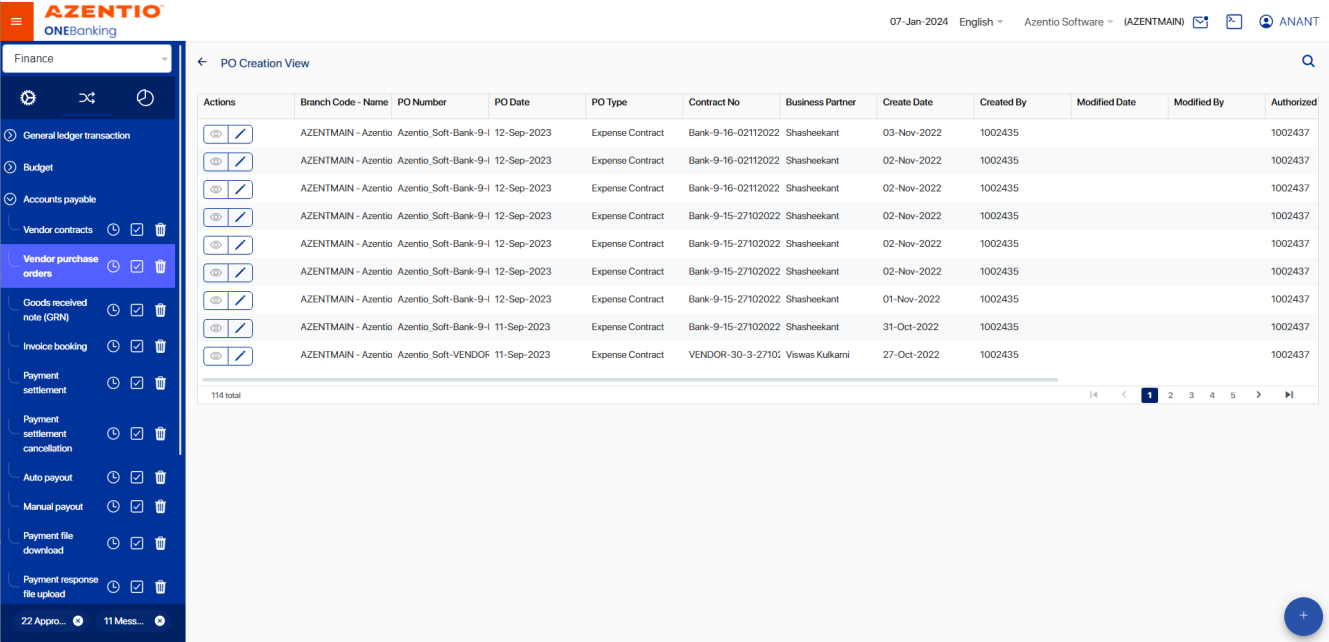 AZENTIO
ONEBanking
07-Jan-2024 English Azentio Software (AZENTMAIN) ANANT
Finance
General ledger transaction
Budget
Accounts payable
Vendor contracts
Vendor purchase
orders
Goods received
note (GRN)
Invoice booking
Payment
settlement
Payment
settlement
cancellation
Auto payout
Manual payout
Payment file
download
Payment response
file upload
22 Appro... 11 Mess...
PO Creation View
Actions Branch Code - Name PO Number PO Date PO Type Contract No Business Partner Create Date Created By Modified Date Modified By Authorized
AZENTMAIN - Azentio Azentio_Soft-Bank-9-I 12-Sep-2023 Expense Contract Bank-9-16-02112022 Shasheekant 03-Nov-2022 1002435 1002437
AZENTMAIN - Azentio Azentio_Soft-Bank-9-I 12-Sep-2023 Expense Contract Bank-9-16-02112022 Shasheekant 02-Nov-2022 1002435 1002437
AZENTMAIN - Azentio Azentio_Soft-Bank-9-I 12-Sep-2023 Expense Contract Bank-9-16-02112022 Shasheekant 02-Nov-2022 1002435 1002437
AZENTMAIN - Azentio Azentio_Soft-Bank-9-I 12-Sep-2023 Expense Contract Bank-9-15-27102022 Shasheekant 02-Nov-2022 1002435 1002437
AZENTMAIN - Azentio Azentio_Soft-Bank-9-I 12-Sep-2023 Expense Contract Bank-9-15-27102022 Shasheekant 02-Nov-2022 1002435 1002437
AZENTMAIN - Azentio Azentio_Soft-Bank-9-I 12-Sep-2023 Expense Contract Bank-9-15-27102022 Shasheekant 02-Nov-2022 1002435 1002437
AZENTMAIN - Azentio Azentio_Soft-Bank-9-I 12-Sep-2023 Expense Contract Bank-9-15-27102022 Shasheekant 01-Nov-2022 1002435 1002437
AZENTMAIN - Azentio Azentio_Soft-Bank-9-I 11-Sep-2023 Expense Contract Bank-9-15-27102022 Shasheekant 31-Oct-2022 1002435 1002437
AZENTMAIN - Azentio Azentio_Soft-VENDOR 11-Sep-2023 Expense Contract VENDOR-30-3-27102 Viswas Kulkarni 27-Oct-2022 1002435 1002437
114 total 1 2 3 4 5